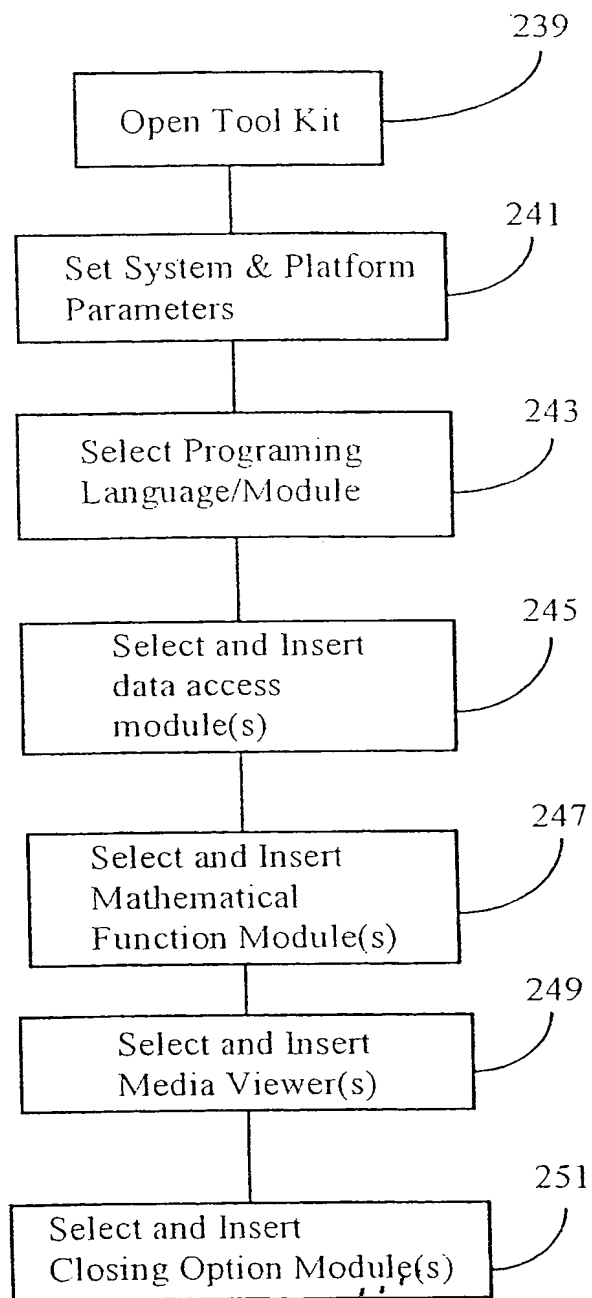 239
Open Tool Kit
241
Set System & Platform
Parameters
243
Select Programing
Language/Module
245
Select and Insert
data access
module(s)
247
Select and Insert
Mathematical
Function Module(s)
249
Select and Insert
Media Viewer(s)
251
Select and Insert
Closing Option Module(s)